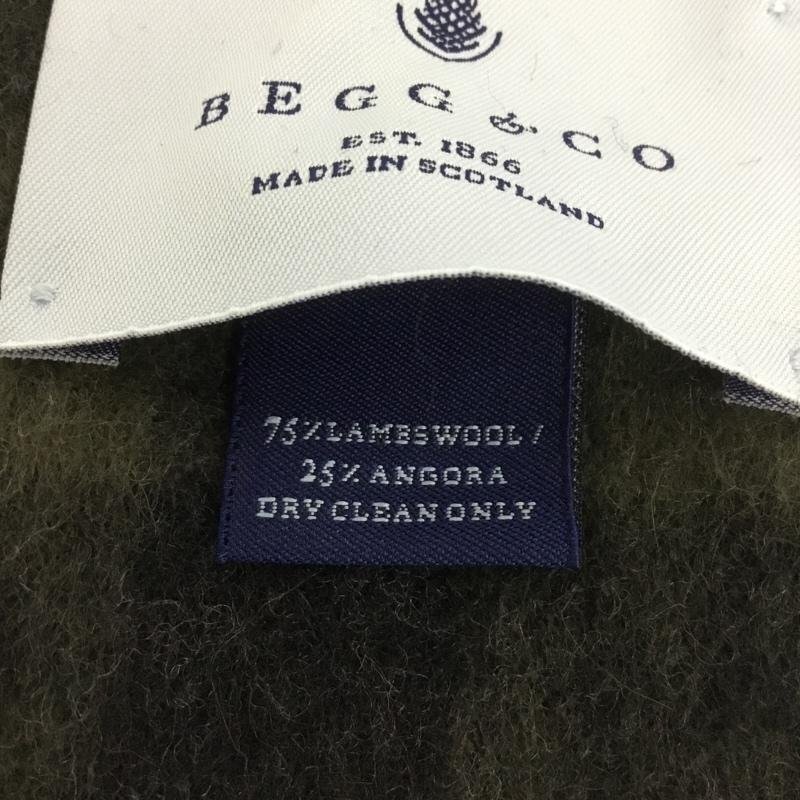 BEGG & CO
EST. 1866
MADE IN SCOTLAND
75% LAMBSWOOL /
25% ANGORA
DRY CLEAN ONLY